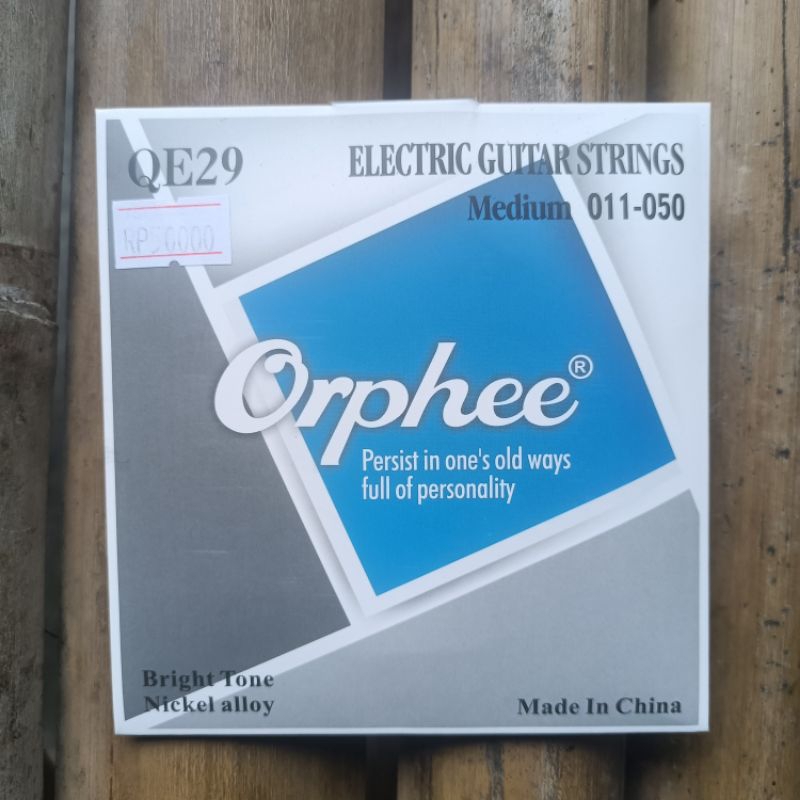 QE29
ELECTRIC GUITAR STRINGS
Medium 011-050
RP50000
Orphee®
Persist in one's old ways
full of personality
Bright Tone
Nickel alloy
Made In China